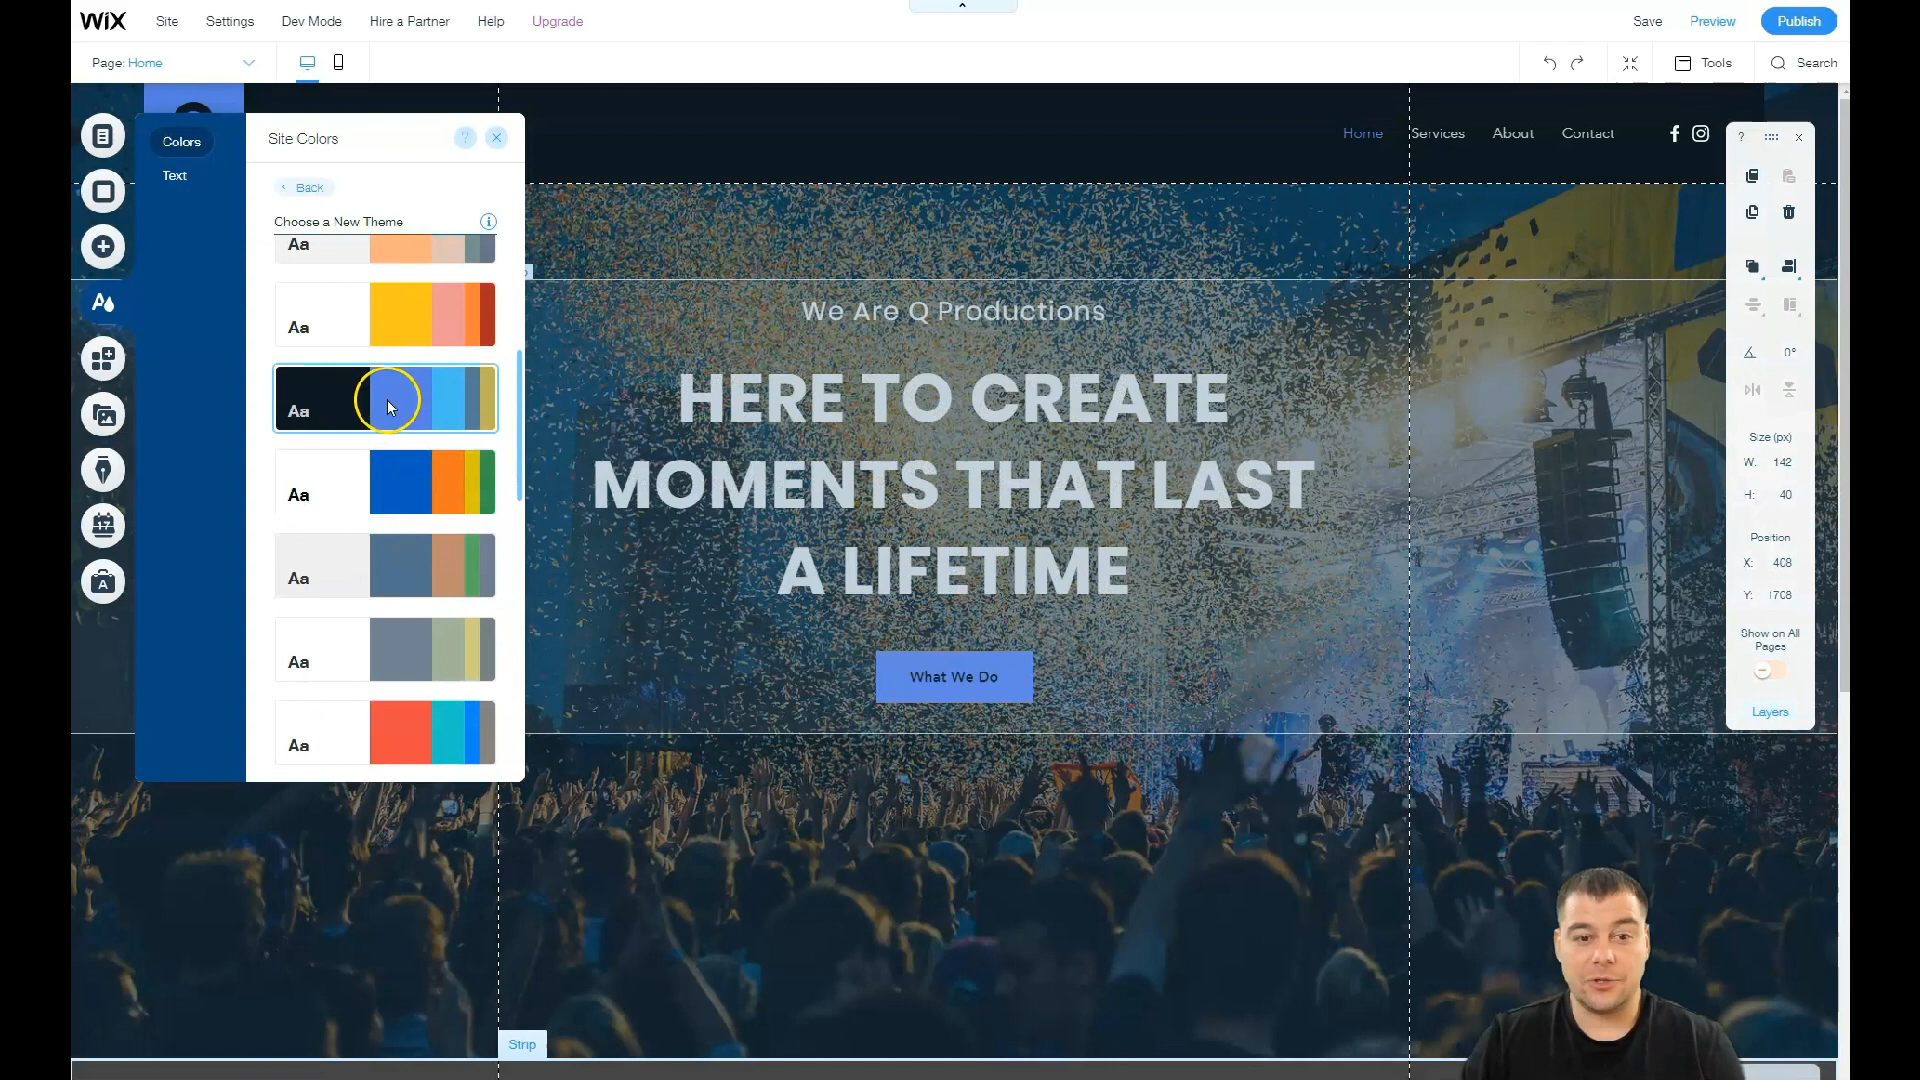 WIX Site Settings Dev Mode Hire a Partner Help Upgrade Save Preview Publish
Page: Home Tools Search
Colors
Text
Site Colors
?
Back
Choose a New Theme
Aa
Aa
Aa
Aa
Aa
Aa
Aa
17
A
Home Services About Contact
We Are Q Productions
HERE TO CREATE
MOMENTS THAT LAST
A LIFETIME
What We Do
Strip
?
0°
Size (px)
W: 142
H: 40
Position
X: 408
Y: 1708
Show on All
Pages
Layers